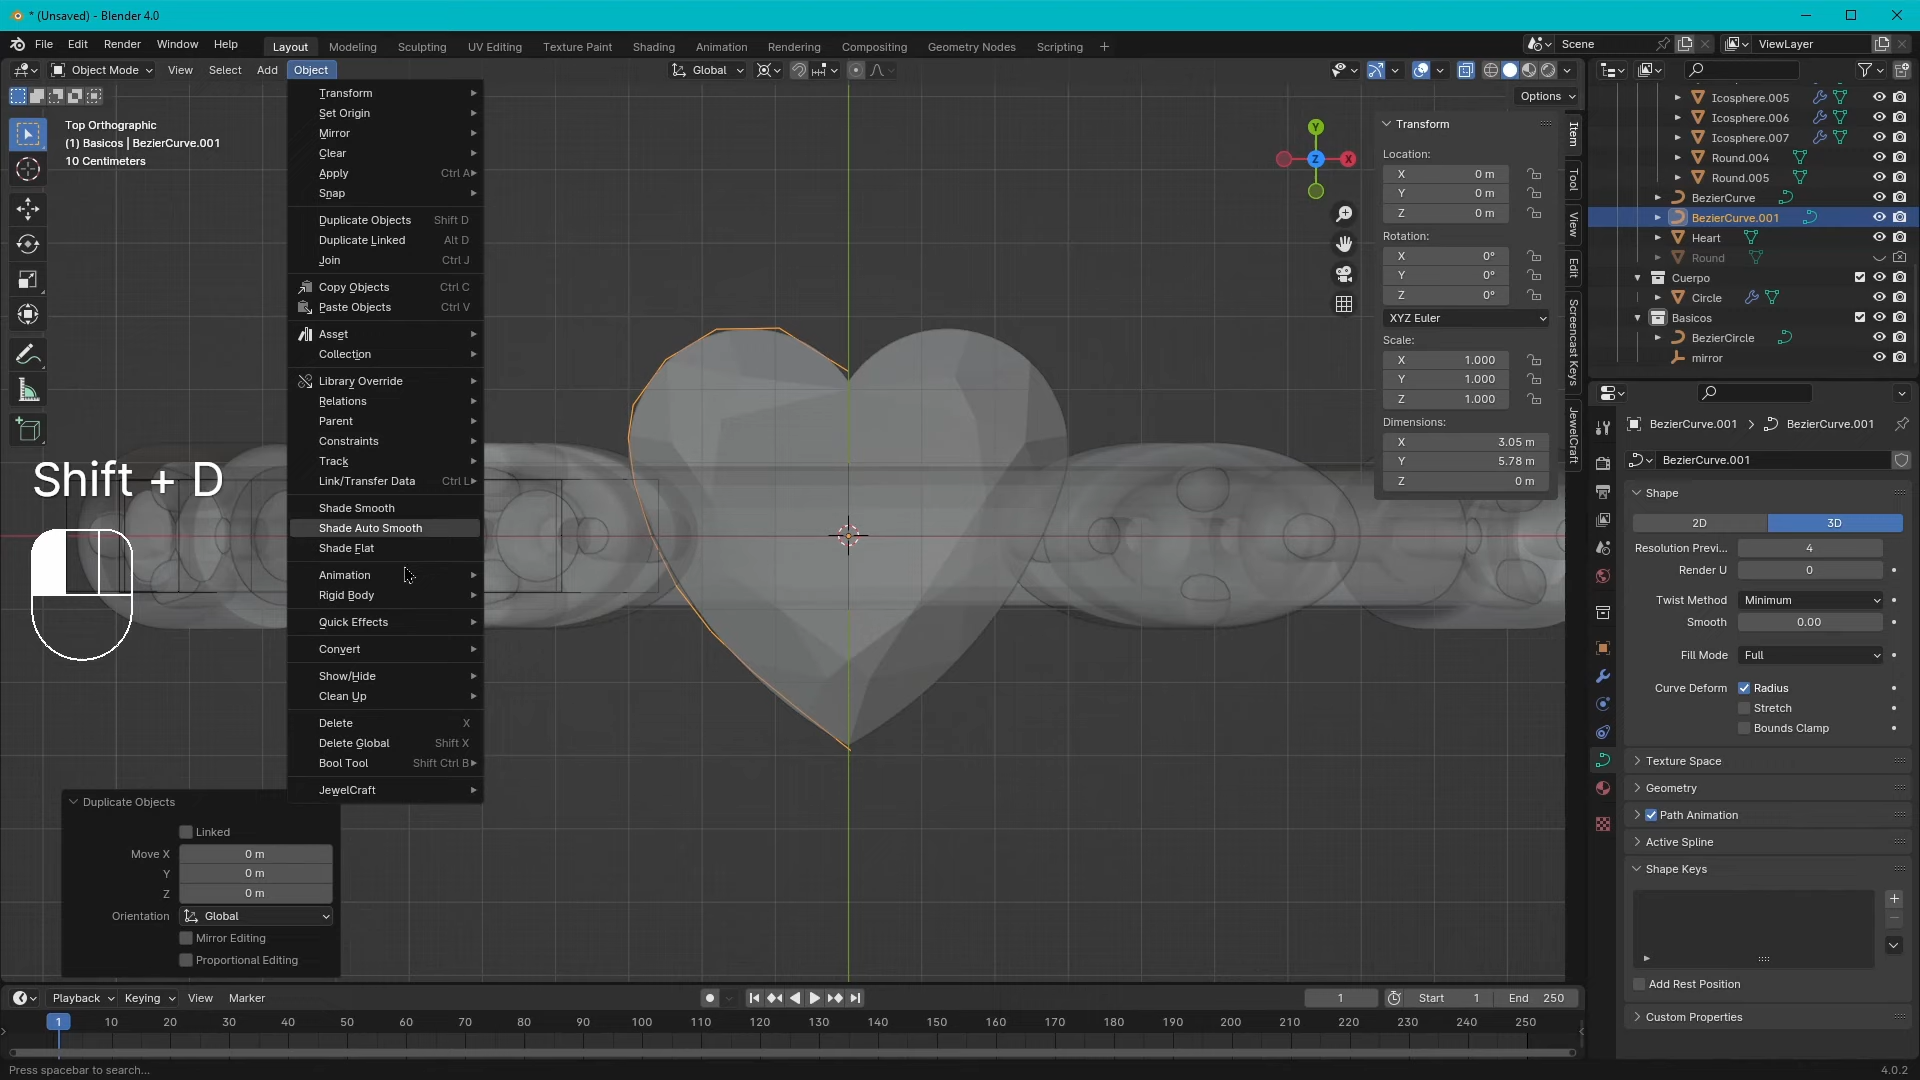 * (Unsaved) - Blender 4.0
File Edit Render Window Help
Layout Modeling Sculpting UV Editing Texture Paint Shading Animation Rendering Compositing Geometry Nodes Scripting +
Scene
ViewLayer
Object Mode View Select Add Object
Global
Options
Top Orthographic
(1) Basicos | BezierCurve.001
10 Centimeters
Transform
Set Origin
Mirror
Clear
Apply Ctrl A
Snap
Duplicate Objects Shift D
Duplicate Linked Alt D
Join Ctrl J
Copy Objects Ctrl C
Paste Objects Ctrl V
Asset
Collection
Library Override
Relations
Parent
Constraints
Track
Link/Transfer Data Ctrl L
Shade Smooth
Shade Auto Smooth
Shade Flat
Animation
Rigid Body
Quick Effects
Convert
Show/Hide
Clean Up
Delete X
Delete Global Shift X
Bool Tool Shift Ctrl B
JewelCraft
Shift + D
Duplicate Objects
Linked
Move X 0 m
Y 0 m
Z 0 m
Orientation Global
Mirror Editing
Proportional Editing
Y
Z
X
Transform
Location:
X 0 m
Y 0 m
Z 0 m
Rotation:
X 0°
Y 0°
Z 0°
XYZ Euler
Scale:
X 1.000
Y 1.000
Z 1.000
Dimensions:
X 3.05 m
Y 5.78 m
Z 0 m
Item
Tool
View
Edit
Screencast Keys
JewelCraft
Icosphere.005
Icosphere.006
Icosphere.007
Round.004
Round.005
BezierCurve
BezierCurve.001
Heart
Round
Cuerpo
Circle
Basicos
BezierCircle
mirror
BezierCurve.001 > BezierCurve.001
BezierCurve.001
Shape
2D 3D
Resolution Previ... 4
Render U 0
Twist Method Minimum
Smooth 0.00
Fill Mode Full
Curve Deform Radius
Stretch
Bounds Clamp
Texture Space
Geometry
Path Animation
Active Spline
Shape Keys
Add Rest Position
Custom Properties
Playback Keying View Marker
1 Start 1 End 250
1 10 20 30 40 50 60 70 80 90 100 110 120 130 140 150 160 170 180 190 200 210 220 230 240 250
Press spacebar to search...
4.0.2